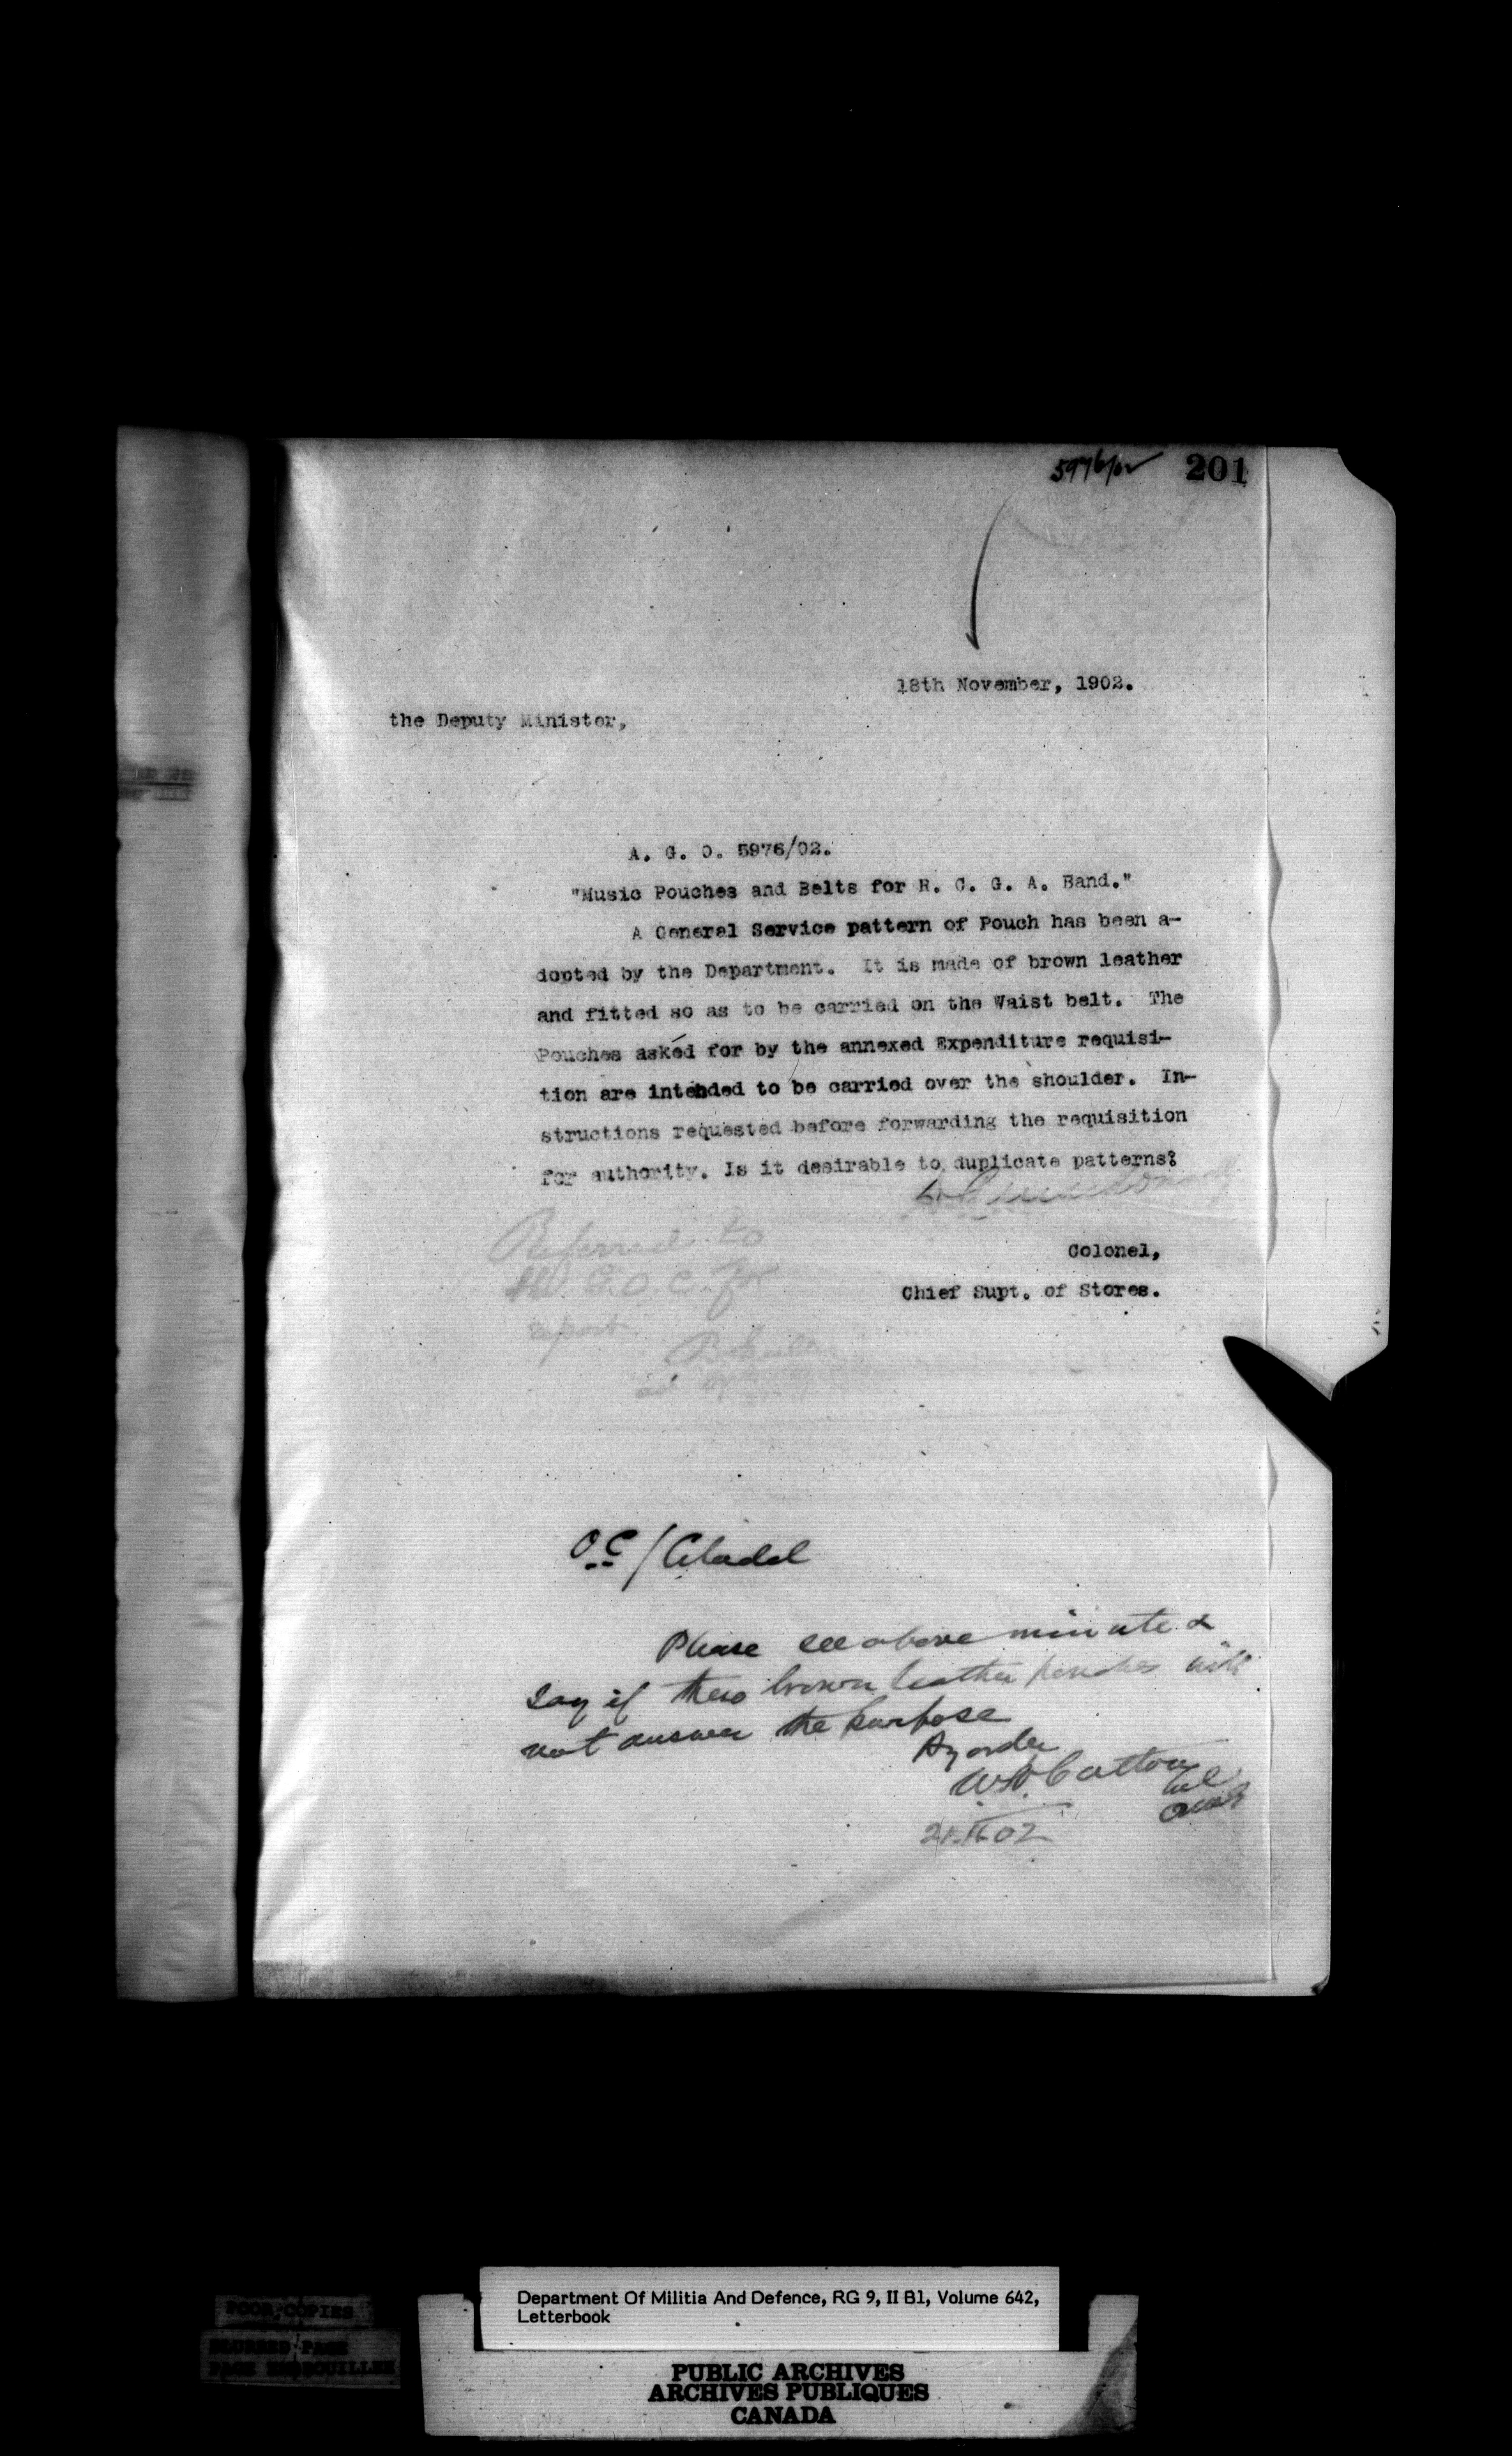 5976/02 201
18th November, 1902.
the Deputy Minister,
A. G. O. 5976/02.
"Music Pouches and Belts for R. C. G. A. Band."
A General Service pattern of Pouch has been a-
dopted by the Department. It is made of brown leather
and fitted so as to be carried on the Waist belt. The
Pouches asked for by the annexed Expenditure requisi-
tion are intended to be carried over the shoulder. In-
structions requested before forwarding the requisition
for authority. Is it desirable to duplicate patterns?
Colonel,
Chief Supt. of Stores.
Referred to
the G.O.C. for
report
O.C/Citadel
Please see above minute &
say if these brown leather pouches will
not answer the purpose
By order
21.11.02
Department Of Militia And Defence, RG 9, II B1, Volume 642,
Letterbook
POOR COPIES
BLURRED PAGE
PUBLIC ARCHIVES
ARCHIVES PUBLIQUES
CANADA